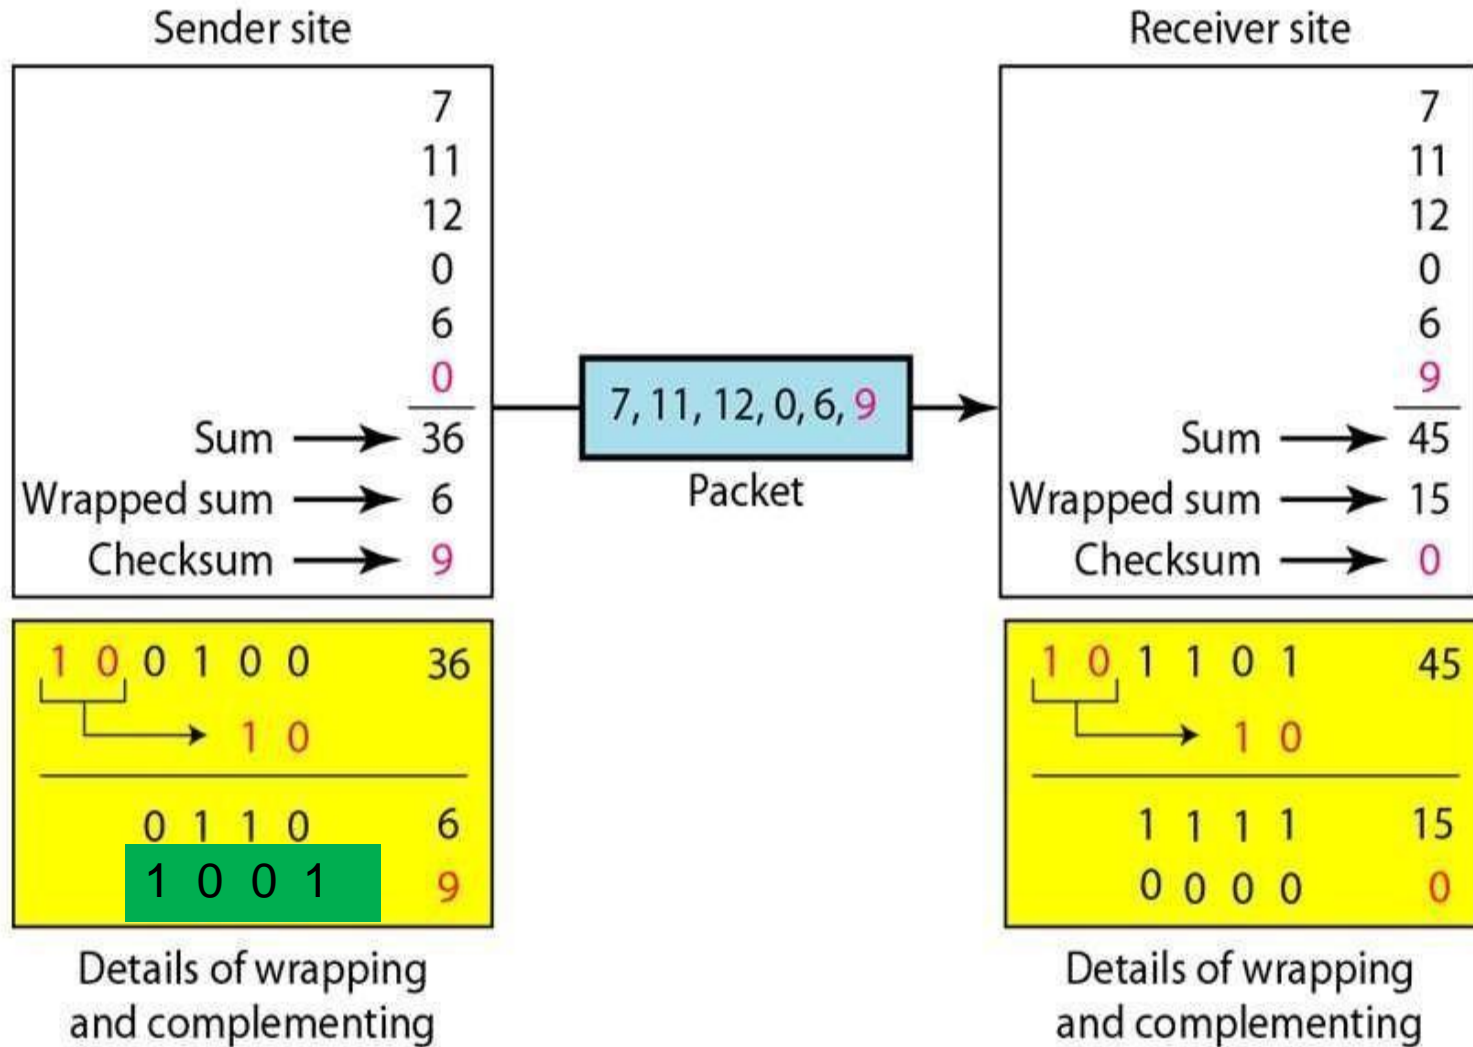 Sender site
7
11
12
0
6
0
Sum 36
Wrapped sum 6
Checksum 9
1 0 0 1 0 0 36
1 0
0 1 1 0 6
1 0 0 1 9
Details of wrapping
and complementing
7, 11, 12, 0, 6, 9
Packet
Receiver site
7
11
12
0
6
9
Sum 45
Wrapped sum 15
Checksum 0
1 0 1 1 0 1 45
1 0
1 1 1 1 15
0 0 0 0 0
Details of wrapping
and complementing